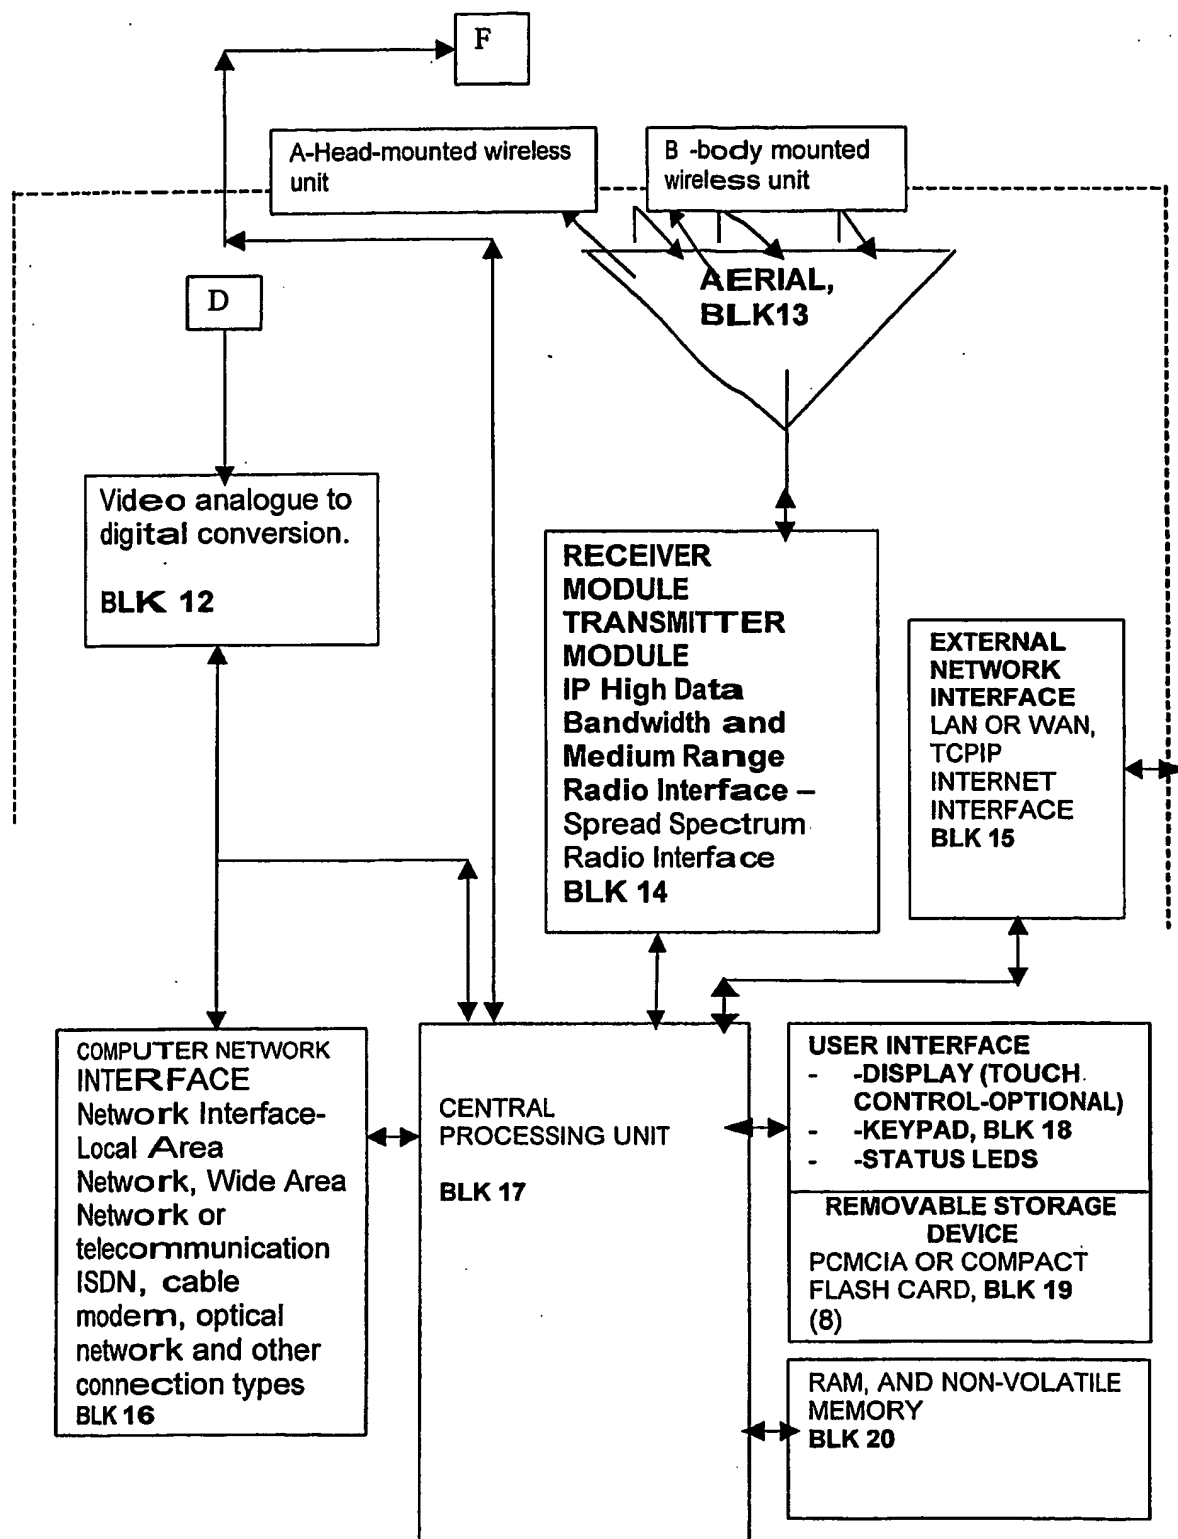 F
A-Head-mounted wireless
unit
B -body mounted
wireless unit
AERIAL,
BLK13
D
Video analogue to
digital conversion.
BLK 12
RECEIVER
MODULE
TRANSMITTER
MODULE
IP High Data
Bandwidth and
Medium Range
Radio Interface –
Spread Spectrum
Radio Interface
BLK 14
EXTERNAL
NETWORK
INTERFACE
LAN OR WAN,
TCPIP
INTERNET
INTERFACE
BLK 15
COMPUTER NETWORK
INTERFACE
Network Interface-
Local Area
Network, Wide Area
Network or
telecommunication
ISDN, cable
modem, optical
network and other
connection types
BLK 16
CENTRAL
PROCESSING UNIT
BLK 17
USER INTERFACE
- -DISPLAY (TOUCH
CONTROL-OPTIONAL)
- -KEYPAD, BLK 18
- -STATUS LEDS
REMOVABLE STORAGE
DEVICE
PCMCIA OR COMPACT
FLASH CARD, BLK 19
(8)
RAM, AND NON-VOLATILE
MEMORY
BLK 20